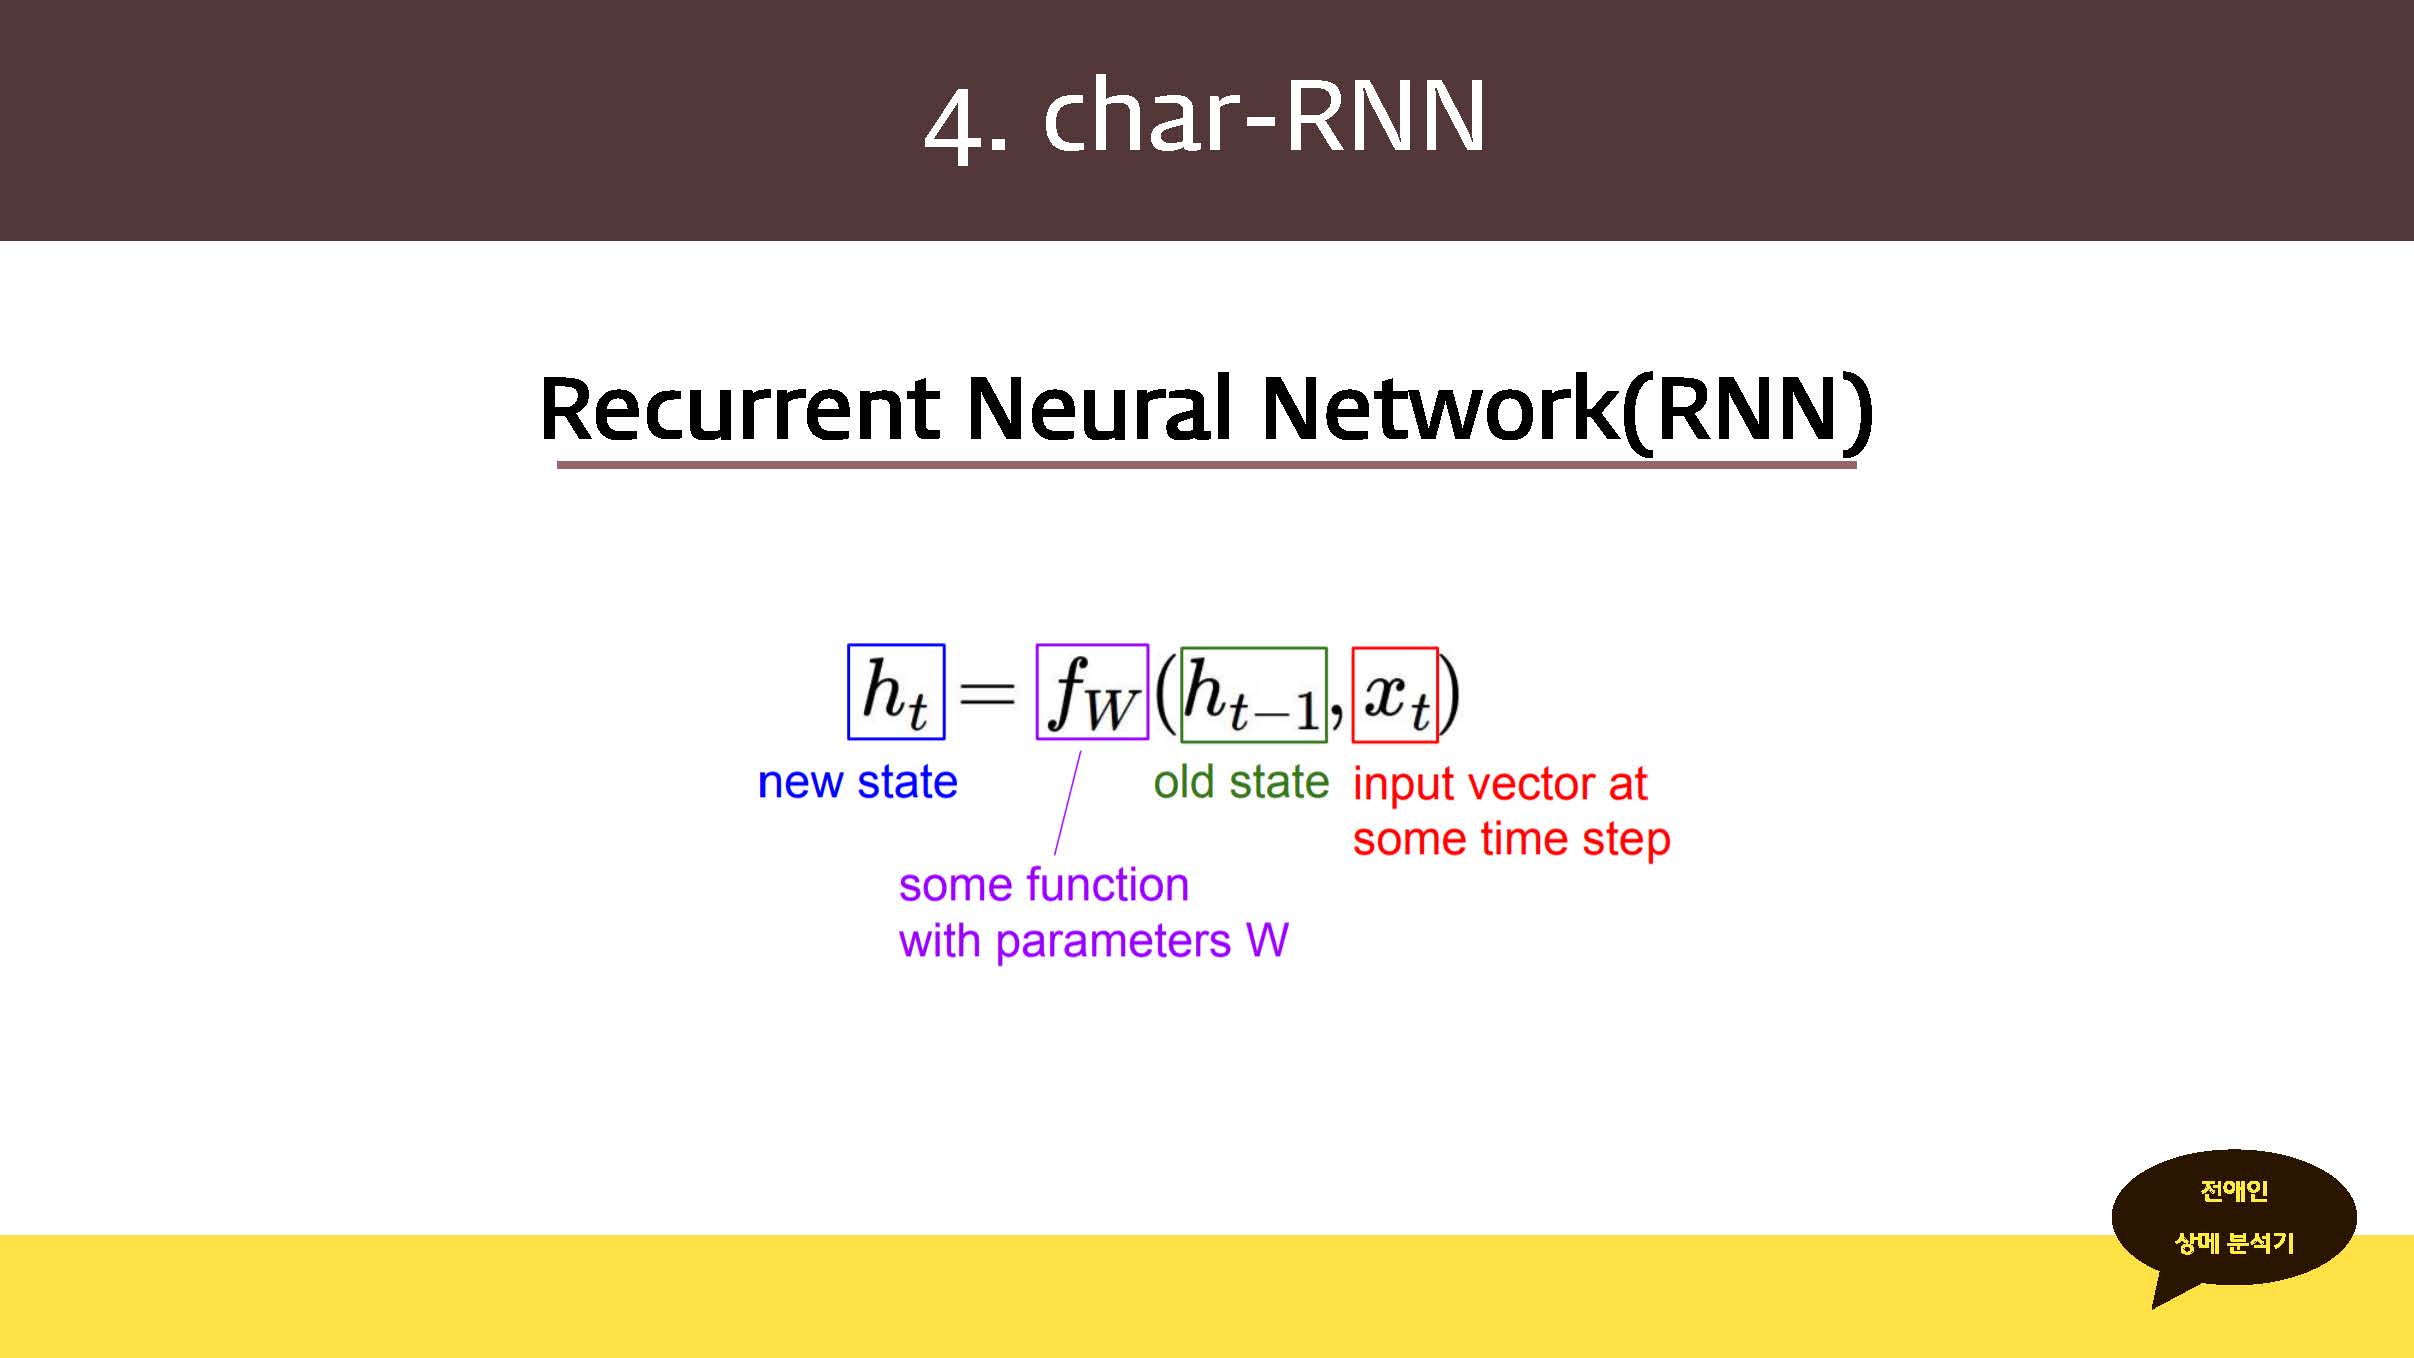 4. char-RNN
Recurrent Neural Network(RNN)
h_t = f_W(h_{t-1}, x_t)
new state
old state
input vector at
some time step
some function
with parameters W
전애인
상메 분석기